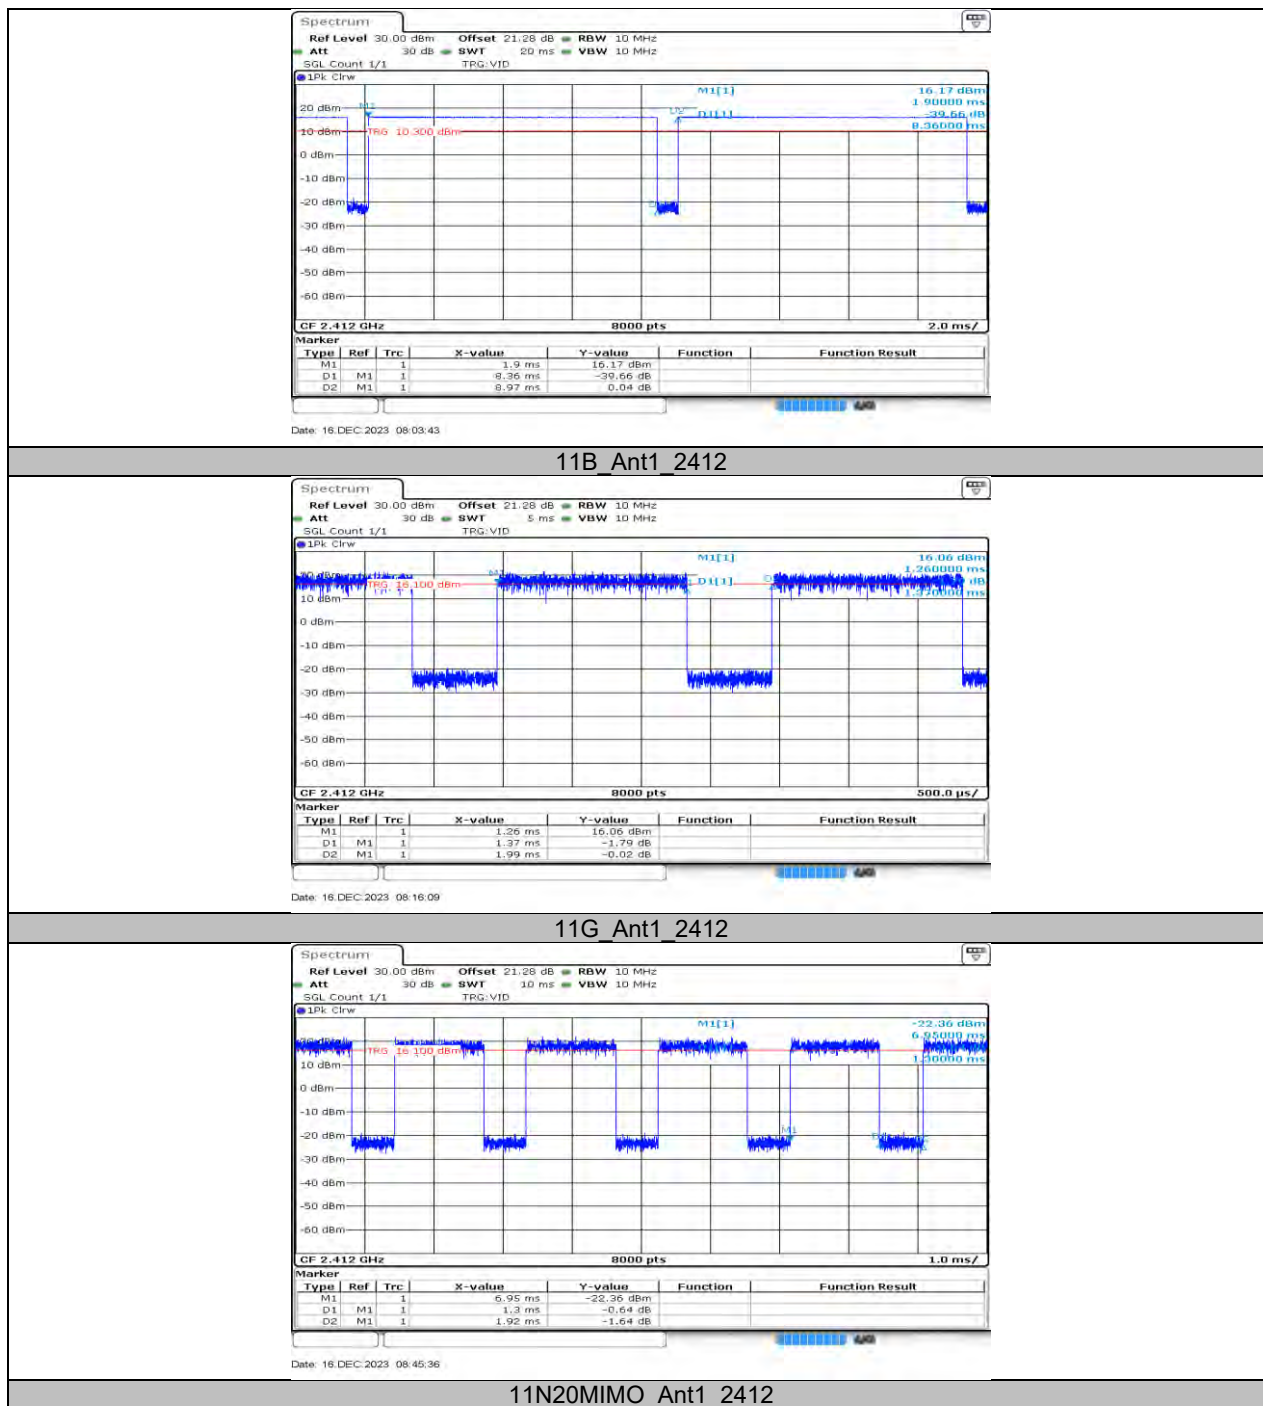 Spectrum
Ref Level 30.00 dBm Offset 21.28 dB RBW 10 MHz
Att 30 dB SWT 20 ms VBW 10 MHz
SGL Count 1/1 TRG:VID
1Pk Clrw
M1[1] 16.17 dBm
1.90000 ms
20 dBm
M1
D2
D1[1] -39.66 dB
8.36000 ms
10 dBm
TRG 10.300 dBm
0 dBm
-10 dBm
-20 dBm
-30 dBm
-40 dBm
-50 dBm
-60 dBm
CF 2.412 GHz 8000 pts 2.0 ms/
Marker
Type Ref Trc X-value Y-value Function Function Result
M1 1 1.9 ms 16.17 dBm
D1 M1 1 8.36 ms -39.66 dB
D2 M1 1 8.97 ms 0.04 dB
Date: 16.DEC.2023 08:03:43
11B_Ant1_2412
Spectrum
Ref Level 30.00 dBm Offset 21.28 dB RBW 10 MHz
Att 30 dB SWT 5 ms VBW 10 MHz
SGL Count 1/1 TRG:VID
1Pk Clrw
M1[1] 16.06 dBm
1.260000 ms
D1[1] dB
1.370000 ms
TRG 16.100 dBm
10 dBm
0 dBm
-10 dBm
-20 dBm
-30 dBm
-40 dBm
-50 dBm
-60 dBm
CF 2.412 GHz 8000 pts 500.0 µs/
Marker
Type Ref Trc X-value Y-value Function Function Result
M1 1 1.26 ms 16.06 dBm
D1 M1 1 1.37 ms -1.79 dB
D2 M1 1 1.99 ms -0.02 dB
Date: 16.DEC.2023 08:16:09
11G_Ant1_2412
Spectrum
Ref Level 30.00 dBm Offset 21.28 dB RBW 10 MHz
Att 30 dB SWT 10 ms VBW 10 MHz
SGL Count 1/1 TRG:VID
1Pk Clrw
M1[1] -22.36 dBm
6.95000 ms
1.30000 ms
TRG 16.100 dBm
10 dBm
0 dBm
-10 dBm
-20 dBm
M1
-30 dBm
-40 dBm
-50 dBm
-60 dBm
CF 2.412 GHz 8000 pts 1.0 ms/
Marker
Type Ref Trc X-value Y-value Function Function Result
M1 1 6.95 ms -22.36 dBm
D1 M1 1 1.3 ms -0.64 dB
D2 M1 1 1.92 ms -1.64 dB
Date: 16.DEC.2023 08:45:36
11N20MIMO_Ant1_2412